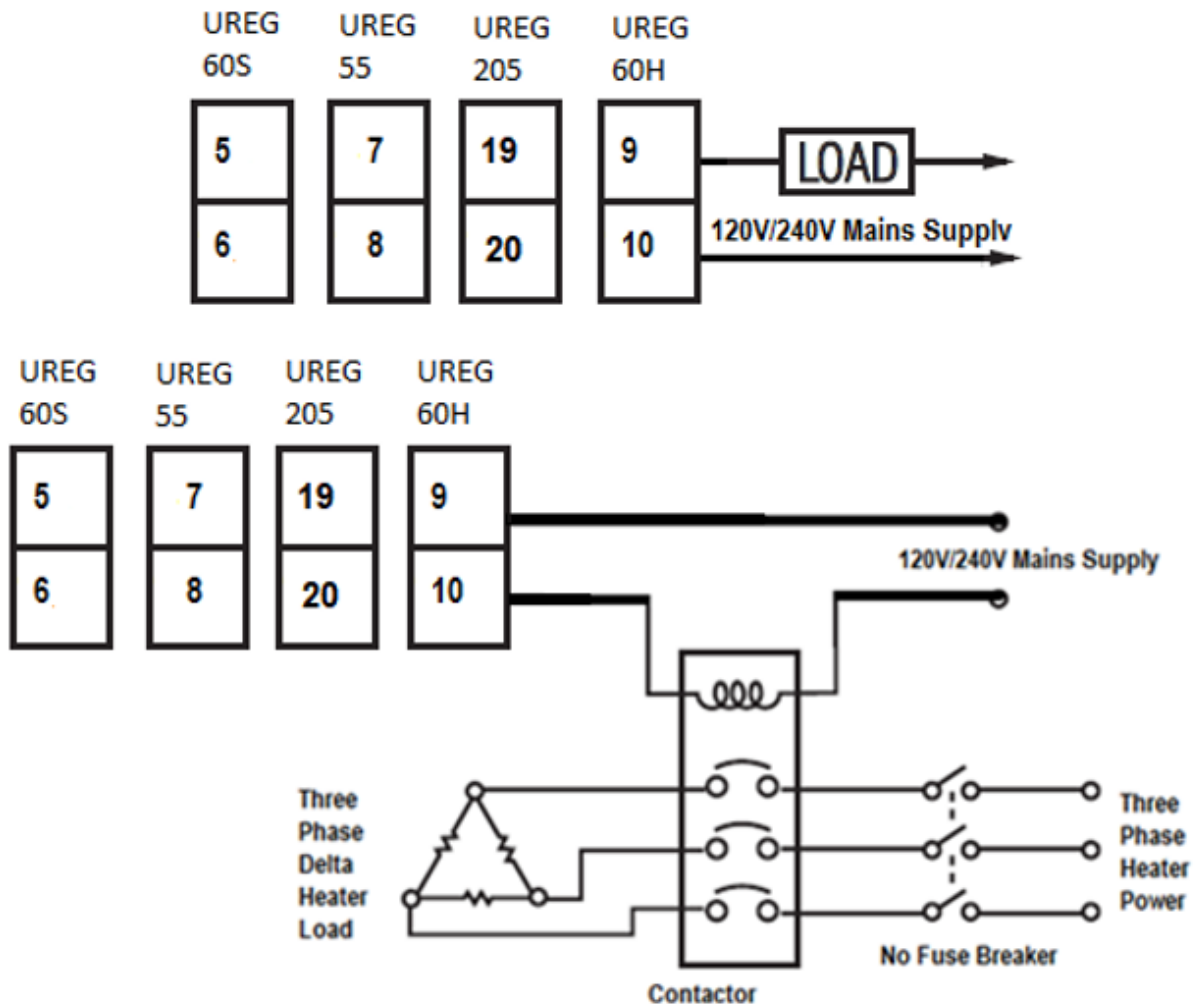 UREG UREG UREG UREG
60S 55 205 60H
5 7 19 9 LOAD
120V/240V Mains Supply
6 8 20 10
UREG UREG UREG UREG
60S 55 205 60H
5 7 19 9
120V/240V Mains Supply
6 8 20 10
Three
Phase
Delta
Heater
Load
Three
Phase
Heater
Power
No Fuse Breaker
Contactor